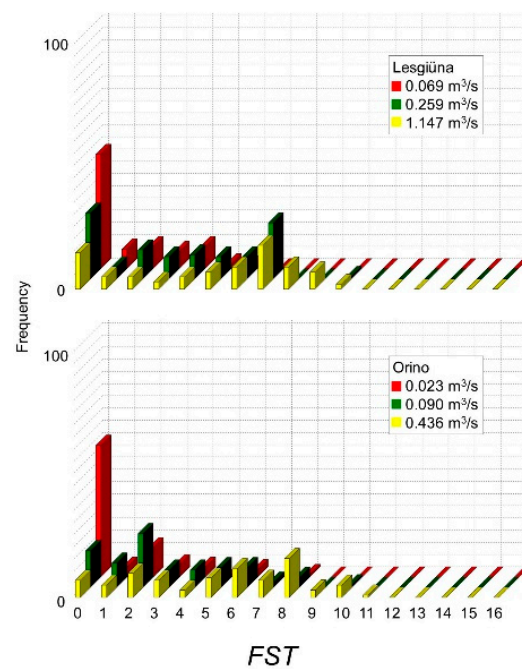 100
Lesgiüna
0.069 m³/s
0.259 m³/s
1.147 m³/s
0
Frequency
100
Orino
0.023 m³/s
0.090 m³/s
0.436 m³/s
0
0 1 2 3 4 5 6 7 8 9 10 11 12 13 14 15 16
FST